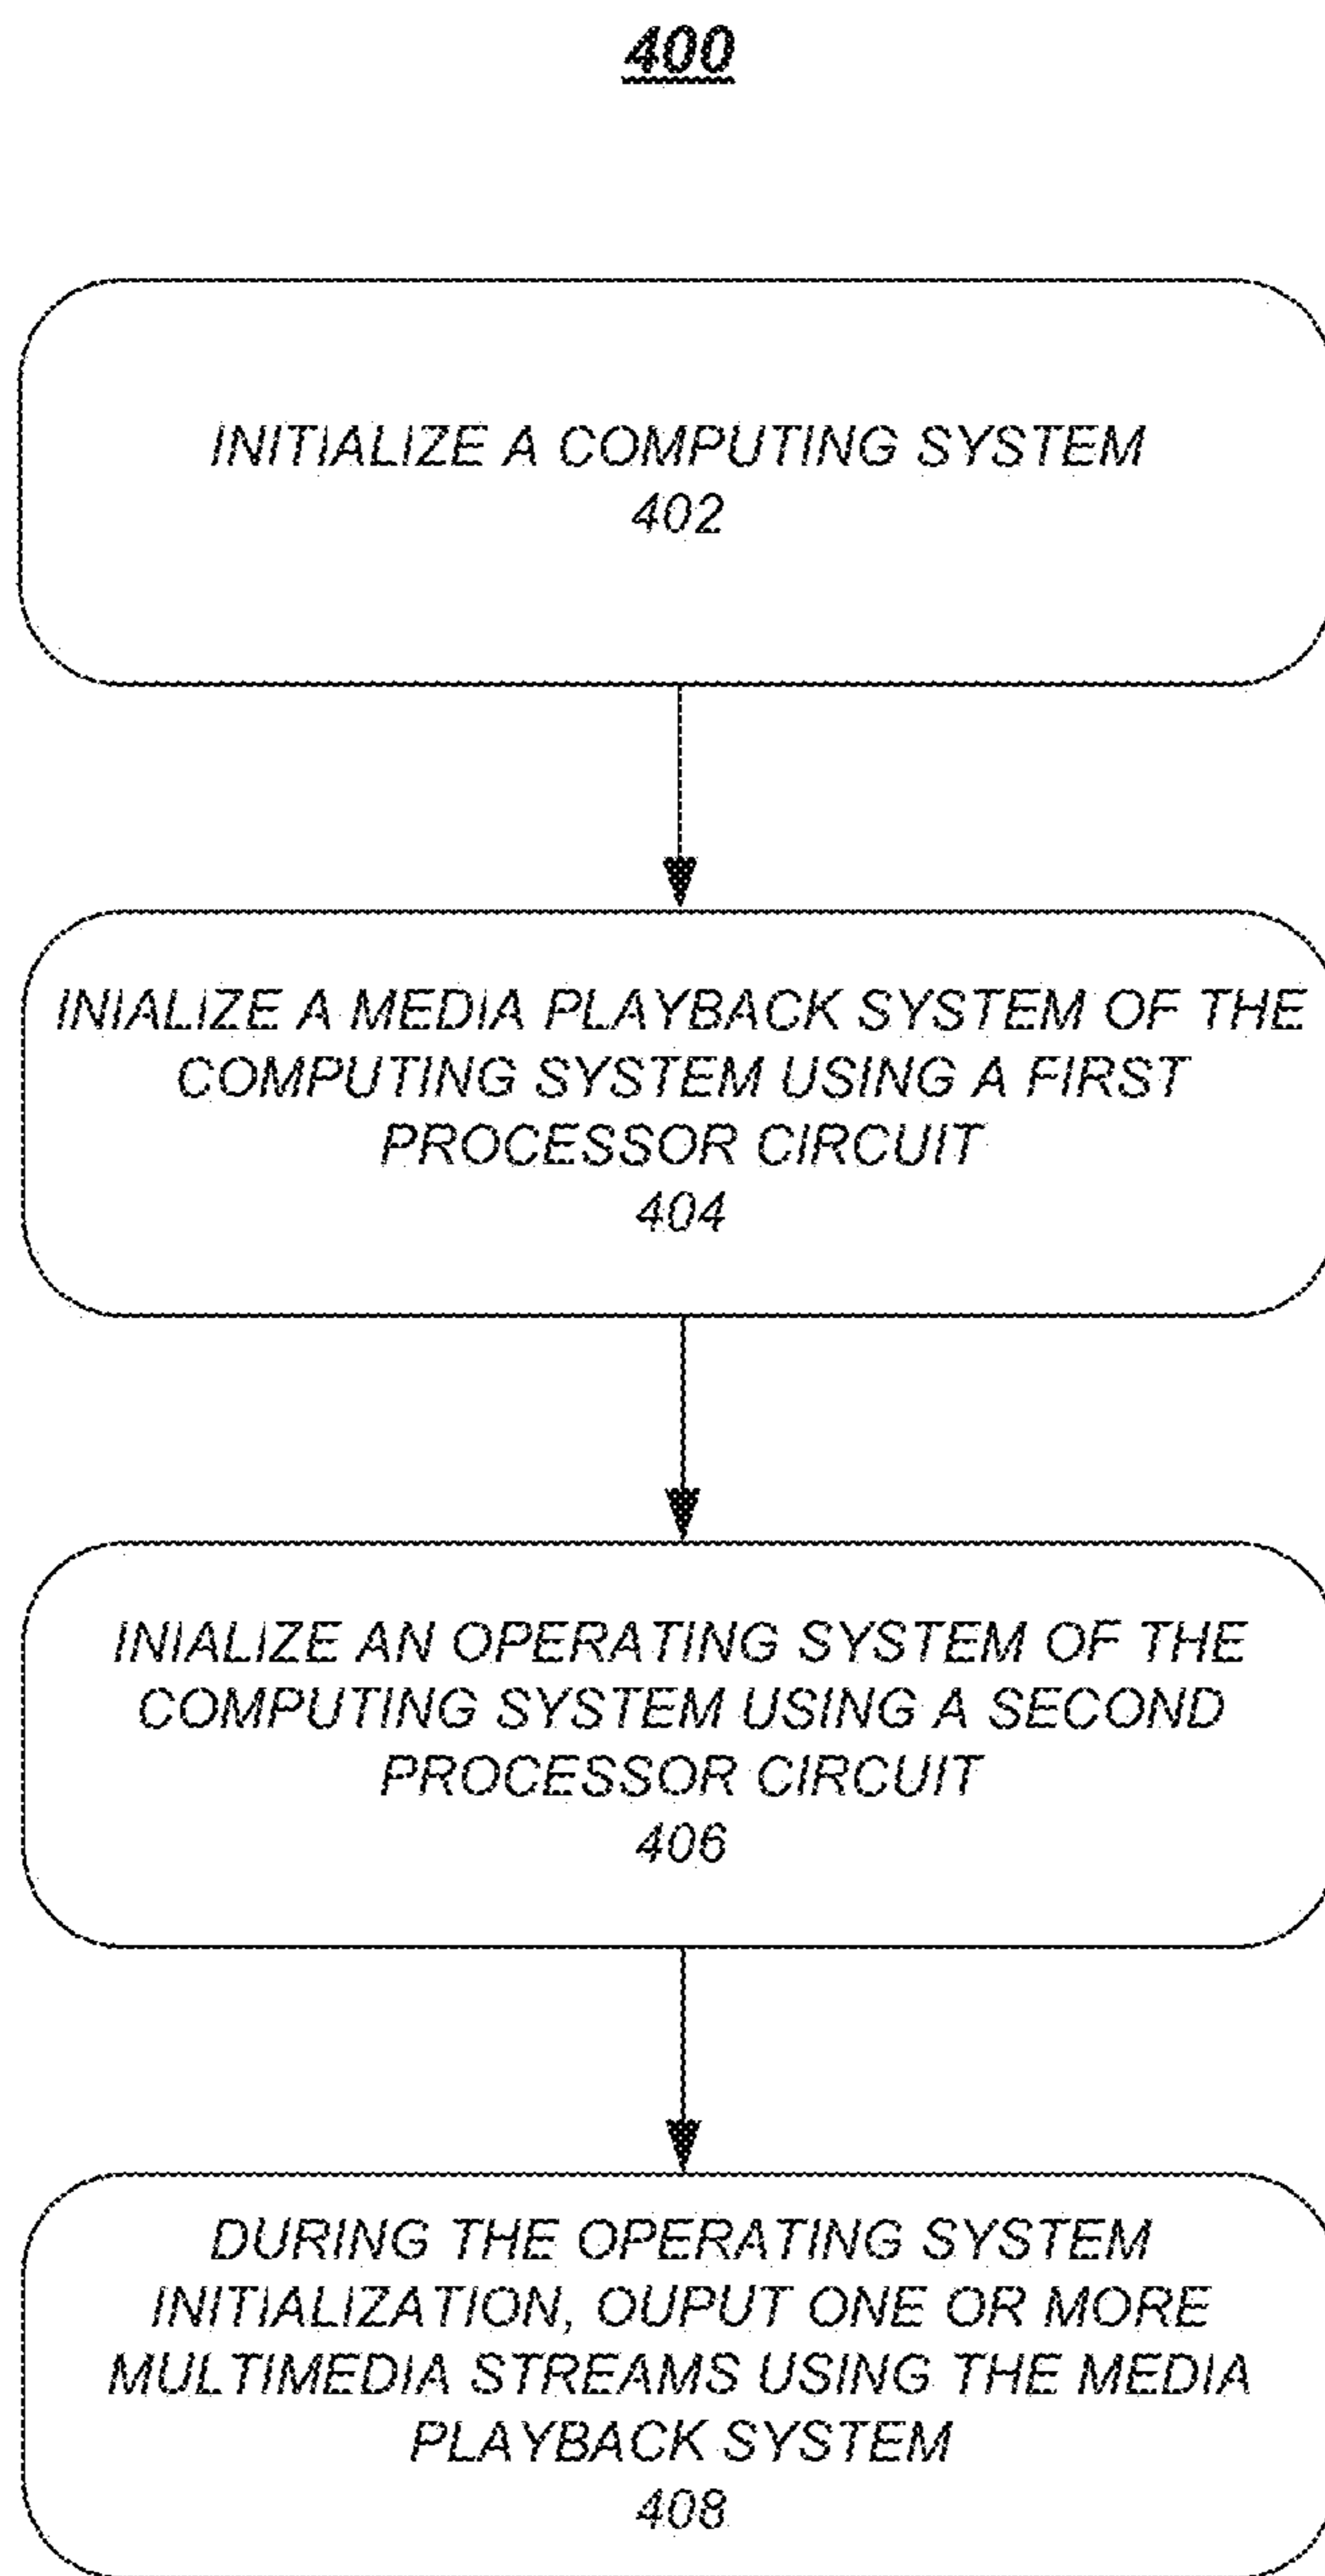 400
INITIALIZE A COMPUTING SYSTEM
402
INIALIZE A MEDIA PLAYBACK SYSTEM OF THE
COMPUTING SYSTEM USING A FIRST
PROCESSOR CIRCUIT
404
INIALIZE AN OPERATING SYSTEM OF THE
COMPUTING SYSTEM USING A SECOND
PROCESSOR CIRCUIT
406
DURING THE OPERATING SYSTEM
INITIALIZATION, OUPUT ONE OR MORE
MULTIMEDIA STREAMS USING THE MEDIA
PLAYBACK SYSTEM
408